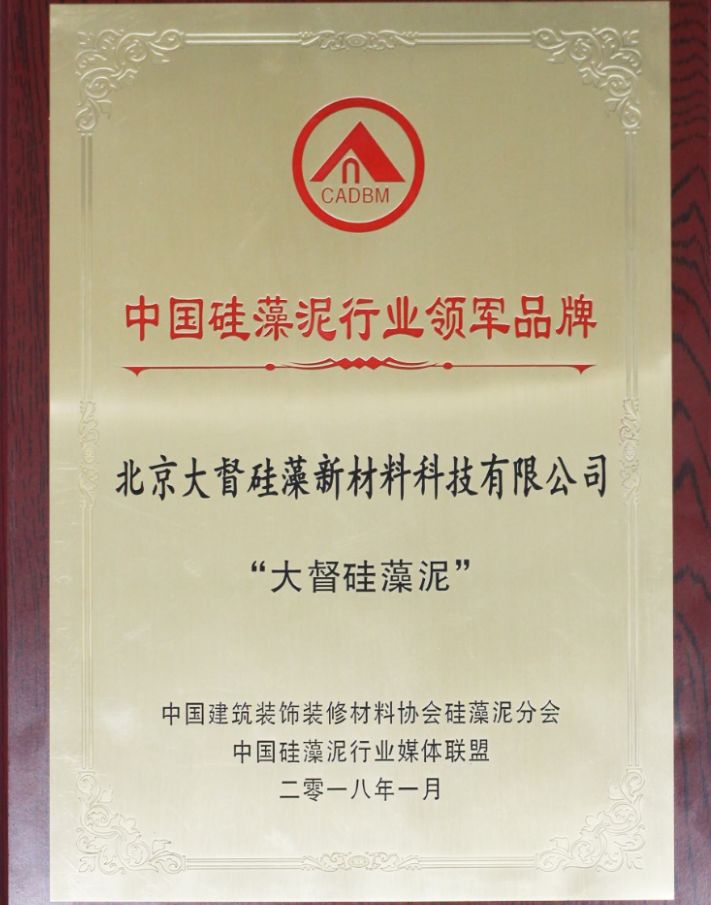 CADBM
中国硅藻泥行业领军品牌
北京大督硅藻新材料科技有限公司
“大督硅藻泥”
中国建筑装饰装修材料协会硅藻泥分会
中国硅藻泥行业媒体联盟
二零一八年一月